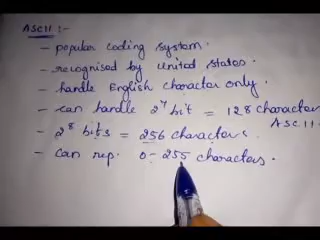 ASCII :-
- popular coding system.
- recognised by united states.
- handle English character only.
- can handle 2⁷ bit = 128 character
ASCII.
- 2⁸ bits = 256 characters.
- can rep. 0-255 characters.